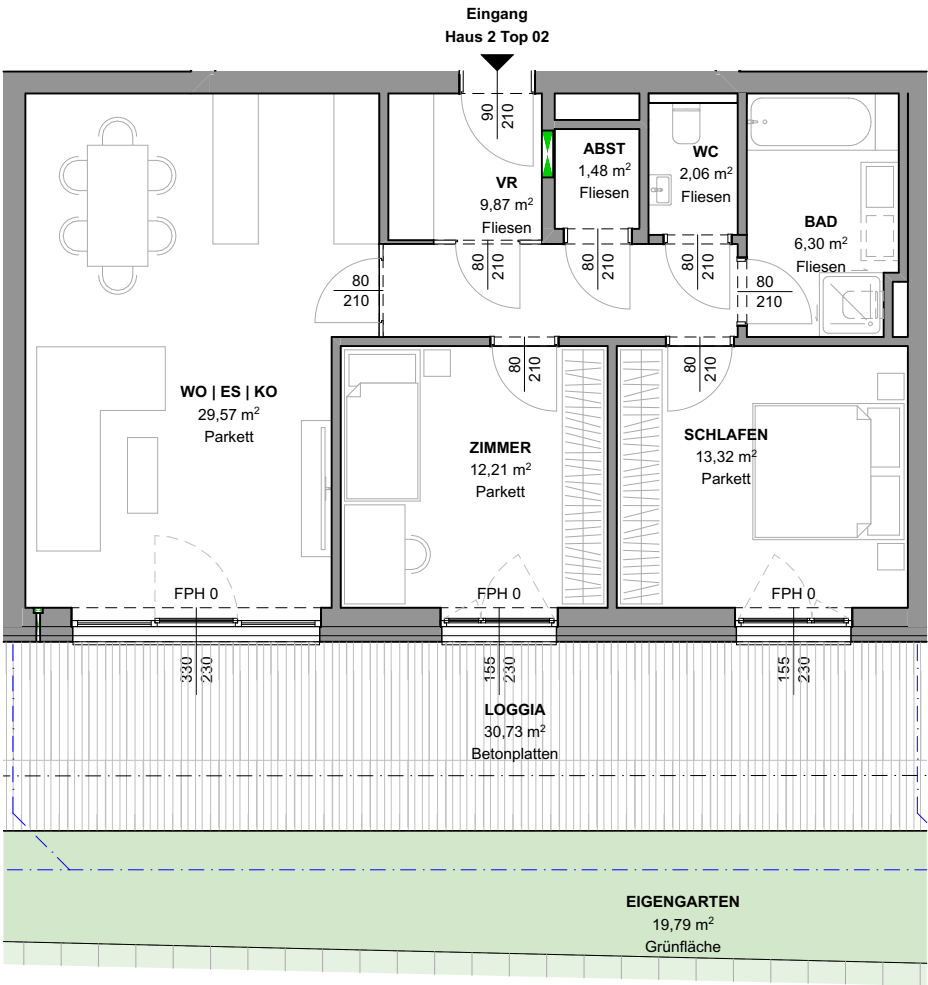 Eingang
Haus 2 Top 02
90
210
ABST
1,48 m²
Fliesen
WC
2,06 m²
Fliesen
VR
9,87 m²
Fliesen
BAD
6,30 m²
Fliesen
80
210
80
210
80
210
80
210
80
210
80
210
80
210
WO | ES | KO
29,57 m²
Parkett
ZIMMER
12,21 m²
Parkett
SCHLAFEN
13,32 m²
Parkett
FPH 0
FPH 0
FPH 0
330
230
155
230
155
230
LOGGIA
30,73 m²
Betonplatten
EIGENGARTEN
19,79 m²
Grünfläche